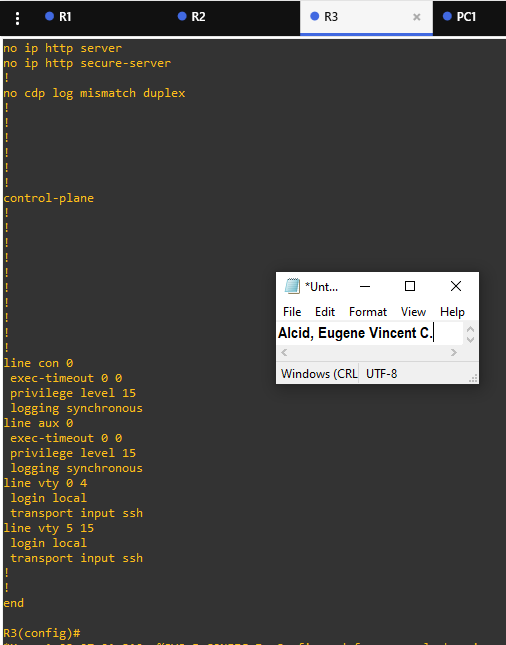 R1 R2 R3 × PC1
no ip http server
no ip http secure-server
!
no cdp log mismatch duplex
!
!
!
!
!
!
control-plane
!
!
!
!
!
!
!
!
!
!
line con 0
 exec-timeout 0 0
 privilege level 15
 logging synchronous
line aux 0
 exec-timeout 0 0
 privilege level 15
 logging synchronous
line vty 0 4
 login local
 transport input ssh
line vty 5 15
 login local
 transport input ssh
!
!
end
R3(config)#
*Unt...
File Edit Format View Help
Alcid, Eugene Vincent C.
Windows (CRL UTF-8